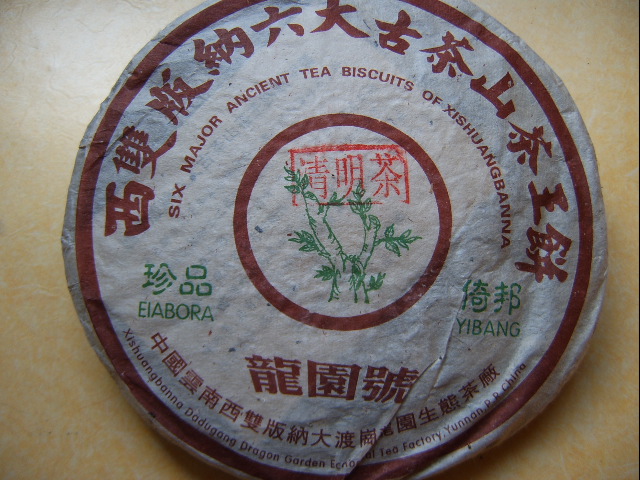 西雙版納六大古茶山茶王餅
SIX MAJOR ANCIENT TEA BISCUITS OF XISHUANGBANNA
清明茶
珍品
EIABORA
倚邦
YIBANG
龍園號
中國雲南西雙版納大渡崗龍園生態茶廠
Xishuangbanna Dadugang Dragon Garden Tea Factory, Yunnan, P.R.China